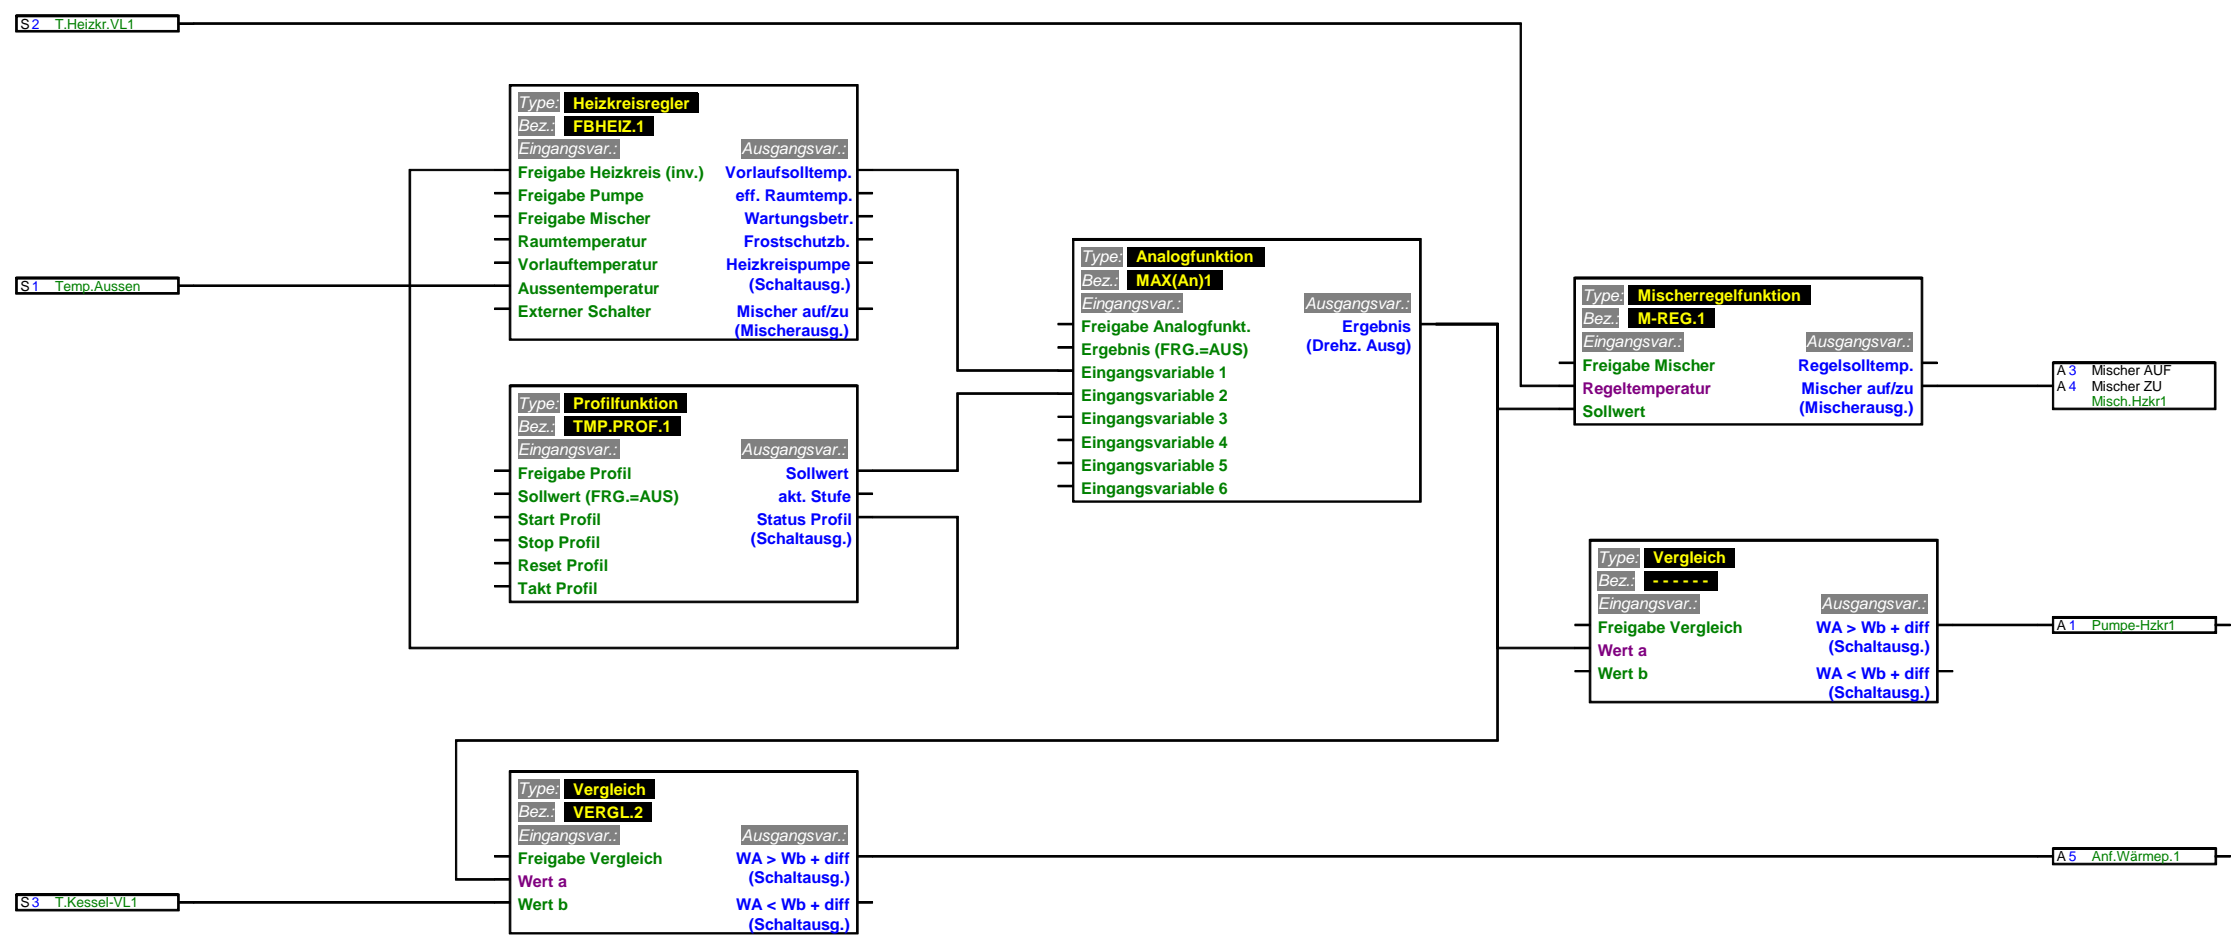 S 2 T.Heizkr.VL1
Type: Heizkreisregler
Bez.: FBHEIZ.1
Eingangsvar.: Ausgangsvar.:
Freigabe Heizkreis (inv.) Vorlaufsolltemp.
Freigabe Pumpe eff. Raumtemp.
Freigabe Mischer Wartungsbetr.
Raumtemperatur Frostschutzb.
Vorlauftemperatur Heizkreispumpe
Aussentemperatur (Schaltausg.)
Externer Schalter Mischer auf/zu
(Mischerausg.)
S 1 Temp.Aussen
Type: Profilfunktion
Bez.: TMP.PROF.1
Eingangsvar.: Ausgangsvar.:
Freigabe Profil Sollwert
Sollwert (FRG.=AUS) akt. Stufe
Start Profil Status Profil
Stop Profil (Schaltausg.)
Reset Profil
Takt Profil
Type: Analogfunktion
Bez.: MAX(An)1
Eingangsvar.: Ausgangsvar.:
Freigabe Analogfunkt. Ergebnis
Ergebnis (FRG.=AUS) (Drehz. Ausg)
Eingangsvariable 1
Eingangsvariable 2
Eingangsvariable 3
Eingangsvariable 4
Eingangsvariable 5
Eingangsvariable 6
Type: Mischerregelfunktion
Bez.: M-REG.1
Eingangsvar.: Ausgangsvar.:
Freigabe Mischer Regelsolltemp.
Regeltemperatur Mischer auf/zu
Sollwert (Mischerausg.)
A 3 Mischer AUF
A 4 Mischer ZU
Misch.Hzkr1
Type: Vergleich
Bez.: - - - - - -
Eingangsvar.: Ausgangsvar.:
Freigabe Vergleich WA > Wb + diff
Wert a (Schaltausg.)
Wert b WA < Wb + diff
(Schaltausg.)
A 1 Pumpe-Hzkr1
Type: Vergleich
Bez.: VERGL.2
Eingangsvar.: Ausgangsvar.:
Freigabe Vergleich WA > Wb + diff
Wert a (Schaltausg.)
Wert b WA < Wb + diff
(Schaltausg.)
S 3 T.Kessel-VL1
A 5 Anf.Wärmep.1